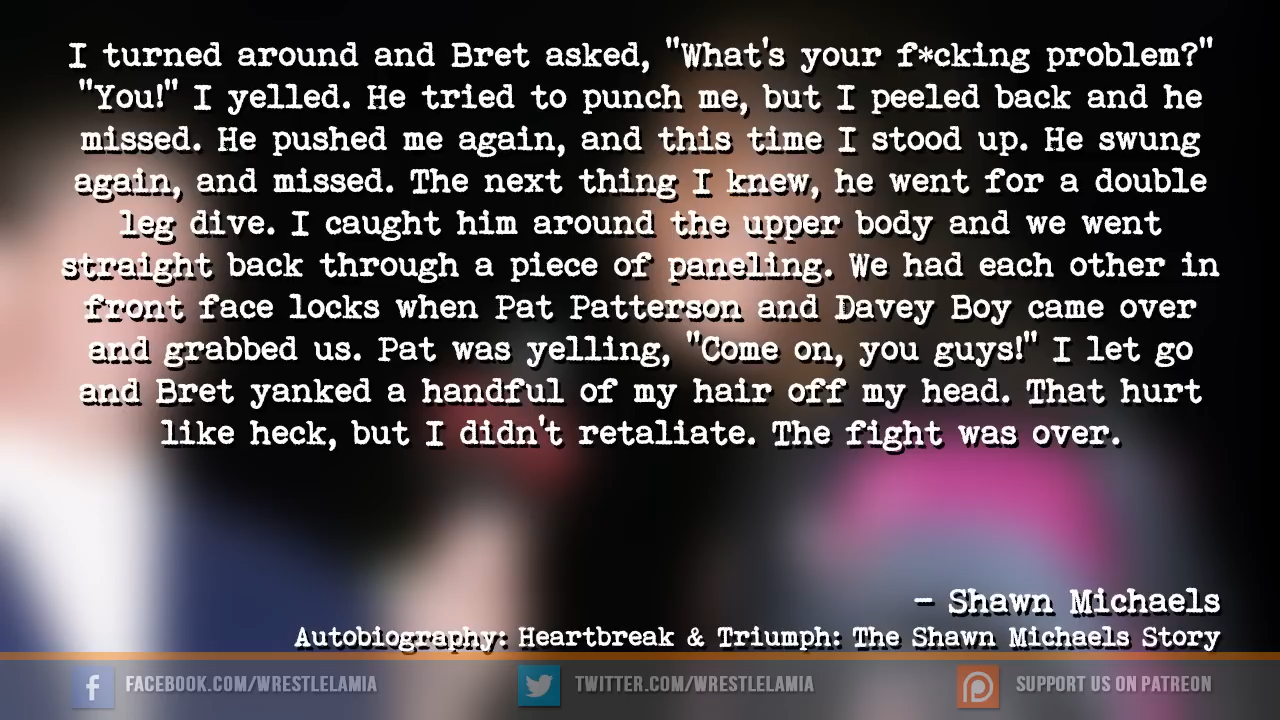 I turned around and Bret asked, "What's your f*cking problem?"
"You!" I yelled. He tried to punch me, but I peeled back and he
missed. He pushed me again, and this time I stood up. He swung
again, and missed. The next thing I knew, he went for a double
leg dive. I caught him around the upper body and we went
straight back through a piece of paneling. We had each other in
front face locks when Pat Patterson and Davey Boy came over
and grabbed us. Pat was yelling, "Come on, you guys!" I let go
and Bret yanked a handful of my hair off my head. That hurt
like heck, but I didn't retaliate. The fight was over.
- Shawn Michaels
Autobiography: Heartbreak & Triumph: The Shawn Michaels Story
FACEBOOK.COM/WRESTLELAMIA
TWITTER.COM/WRESTLELAMIA
SUPPORT US ON PATREON